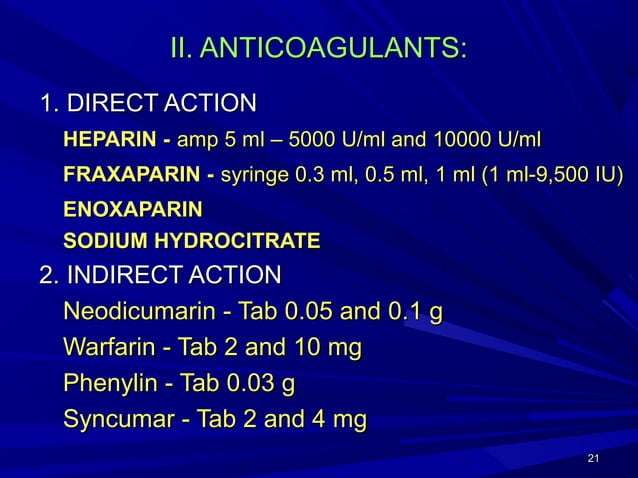 II. ANTICOAGULANTS:
1. DIRECT ACTION
HEPARIN - amp 5 ml – 5000 U/ml and 10000 U/ml
FRAXAPARIN - syringe 0.3 ml, 0.5 ml, 1 ml (1 ml-9,500 IU)
ENOXAPARIN
SODIUM HYDROCITRATE
2. INDIRECT ACTION
Neodicumarin - Tab 0.05 and 0.1 g
Warfarin - Tab 2 and 10 mg
Phenylin - Tab 0.03 g
Syncumar - Tab 2 and 4 mg
21